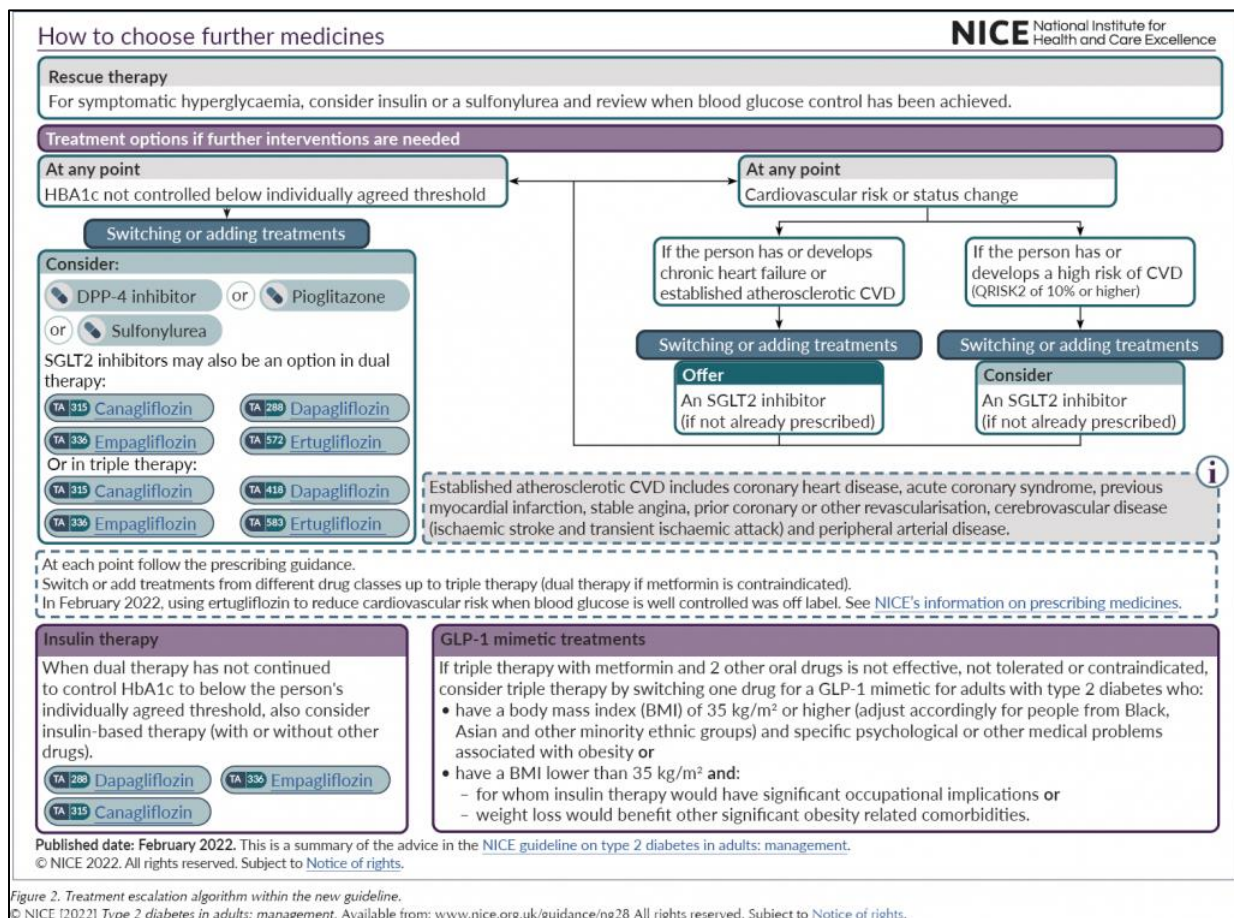 How to choose further medicines
NICE National Institute for
Health and Care Excellence
Rescue therapy
For symptomatic hyperglycaemia, consider insulin or a sulfonylurea and review when blood glucose control has been achieved.
Treatment options if further interventions are needed
At any point
HBA1c not controlled below individually agreed threshold
Switching or adding treatments
Consider:
DPP-4 inhibitor or Pioglitazone
or Sulfonylurea
SGLT2 inhibitors may also be an option in dual
therapy:
TA 315 Canagliflozin TA 288 Dapagliflozin
TA 336 Empagliflozin TA 572 Ertugliflozin
Or in triple therapy:
TA 315 Canagliflozin TA 418 Dapagliflozin
TA 336 Empagliflozin TA 583 Ertugliflozin
At any point
Cardiovascular risk or status change
If the person has or develops
chronic heart failure or
established atherosclerotic CVD
Switching or adding treatments
Offer
An SGLT2 inhibitor
(if not already prescribed)
If the person has or
develops a high risk of CVD
(QRISK2 of 10% or higher)
Switching or adding treatments
Consider
An SGLT2 inhibitor
(if not already prescribed)
i
Established atherosclerotic CVD includes coronary heart disease, acute coronary syndrome, previous
myocardial infarction, stable angina, prior coronary or other revascularisation, cerebrovascular disease
(ischaemic stroke and transient ischaemic attack) and peripheral arterial disease.
At each point follow the prescribing guidance.
Switch or add treatments from different drug classes up to triple therapy (dual therapy if metformin is contraindicated).
In February 2022, using ertugliflozin to reduce cardiovascular risk when blood glucose is well controlled was off label. See NICE's information on prescribing medicines.
Insulin therapy
When dual therapy has not continued
to control HbA1c to below the person's
individually agreed threshold, also consider
insulin-based therapy (with or without other
drugs).
TA 288 Dapagliflozin TA 336 Empagliflozin
TA 315 Canagliflozin
GLP-1 mimetic treatments
If triple therapy with metformin and 2 other oral drugs is not effective, not tolerated or contraindicated,
consider triple therapy by switching one drug for a GLP-1 mimetic for adults with type 2 diabetes who:
• have a body mass index (BMI) of 35 kg/m² or higher (adjust accordingly for people from Black,
Asian and other minority ethnic groups) and specific psychological or other medical problems
associated with obesity or
• have a BMI lower than 35 kg/m² and:
– for whom insulin therapy would have significant occupational implications or
– weight loss would benefit other significant obesity related comorbidities.
Published date: February 2022. This is a summary of the advice in the NICE guideline on type 2 diabetes in adults: management.
© NICE 2022. All rights reserved. Subject to Notice of rights.
Figure 2. Treatment escalation algorithm within the new guideline.
© NICE [2022] Type 2 diabetes in adults: management. Available from: www.nice.org.uk/guidance/ng28 All rights reserved. Subject to Notice of rights.